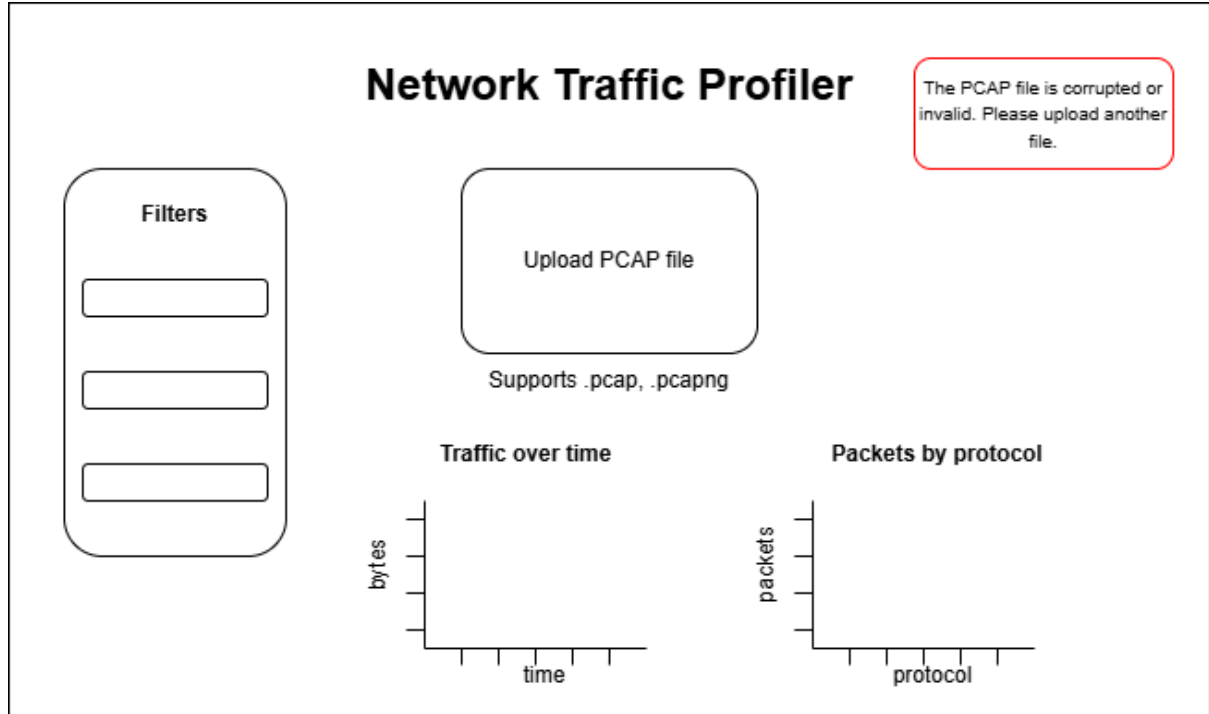 Network Traffic Profiler
The PCAP file is corrupted or
invalid. Please upload another
file.
Filters
Upload PCAP file
Supports .pcap, .pcapng
Traffic over time
bytes
time
Packets by protocol
packets
protocol